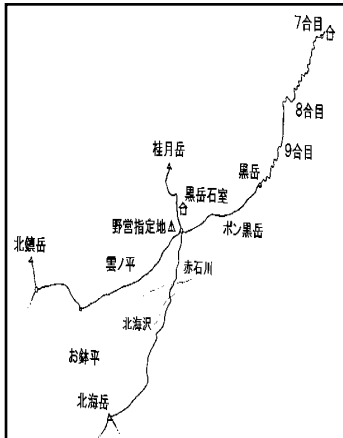 7合目
8合目
9合目
桂月岳
黒岳
黒岳石室
野営指定地
ポン黒岳
北鎮岳
雲ノ平
赤石川
北海沢
お鉢平
北海岳